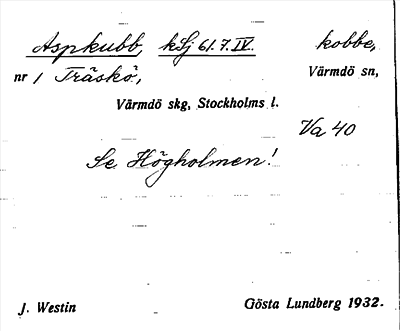 Aspkubb, kSj 61.7.IV. kobbe,
nr 1 Träskö, Värmdö sn,
Värmdö skg, Stockholms l.
Va 40
Se Högholmen!
J. Westin Gösta Lundberg 1932.